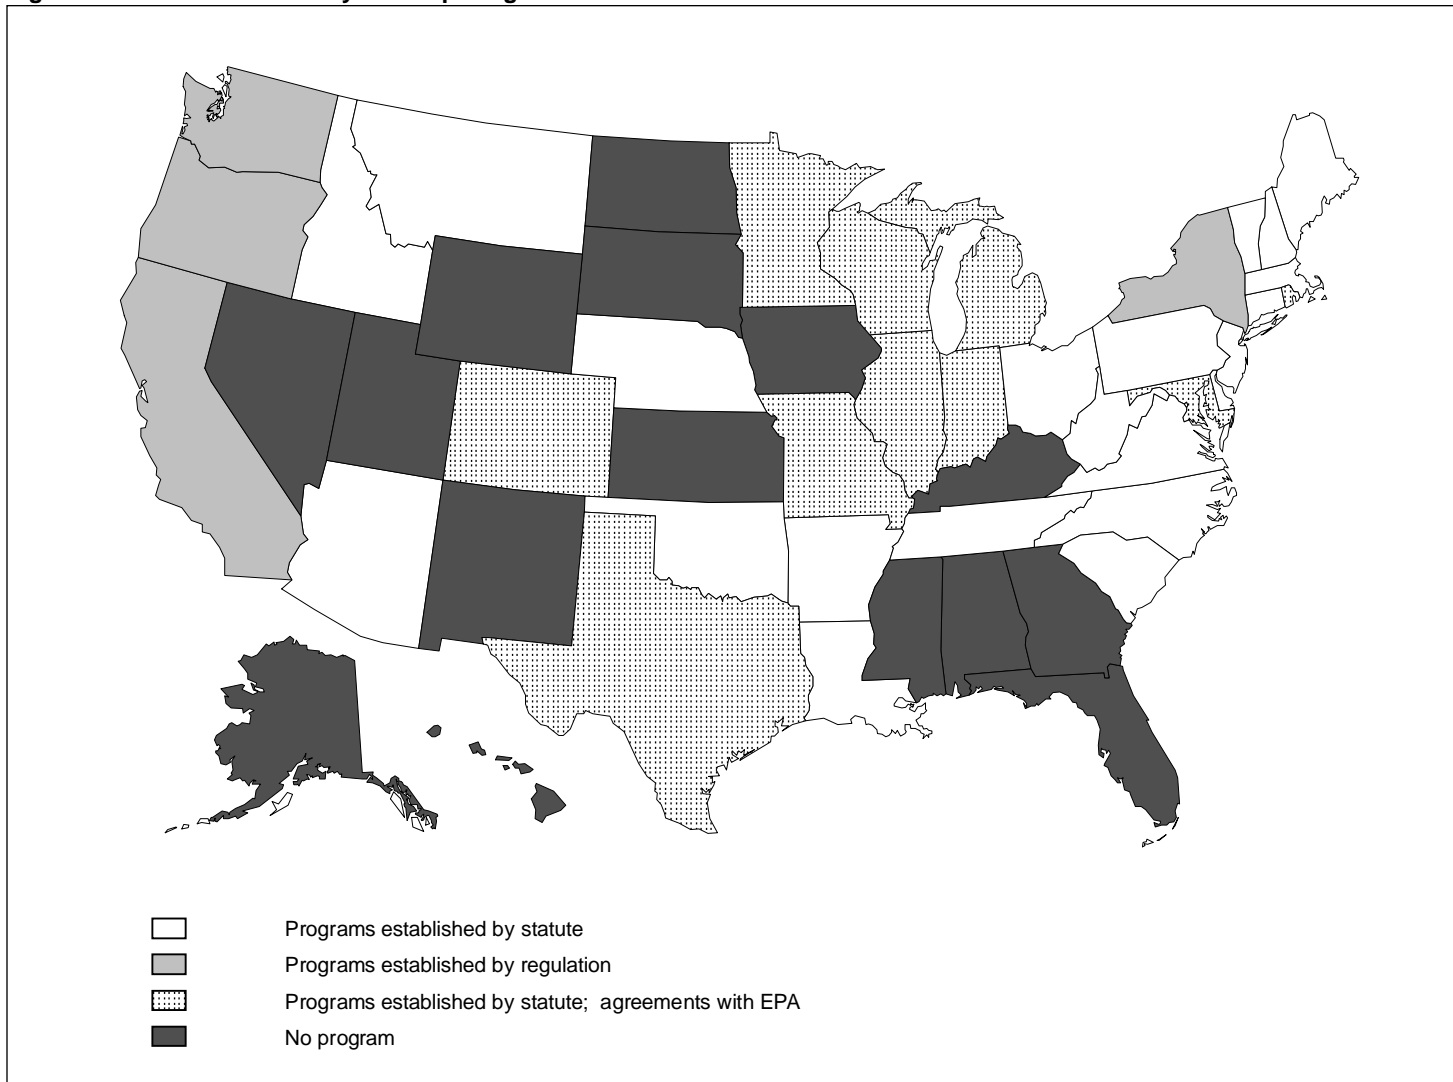 Programs established by statute
Programs established by regulation
Programs established by statute; agreements with EPA
No program